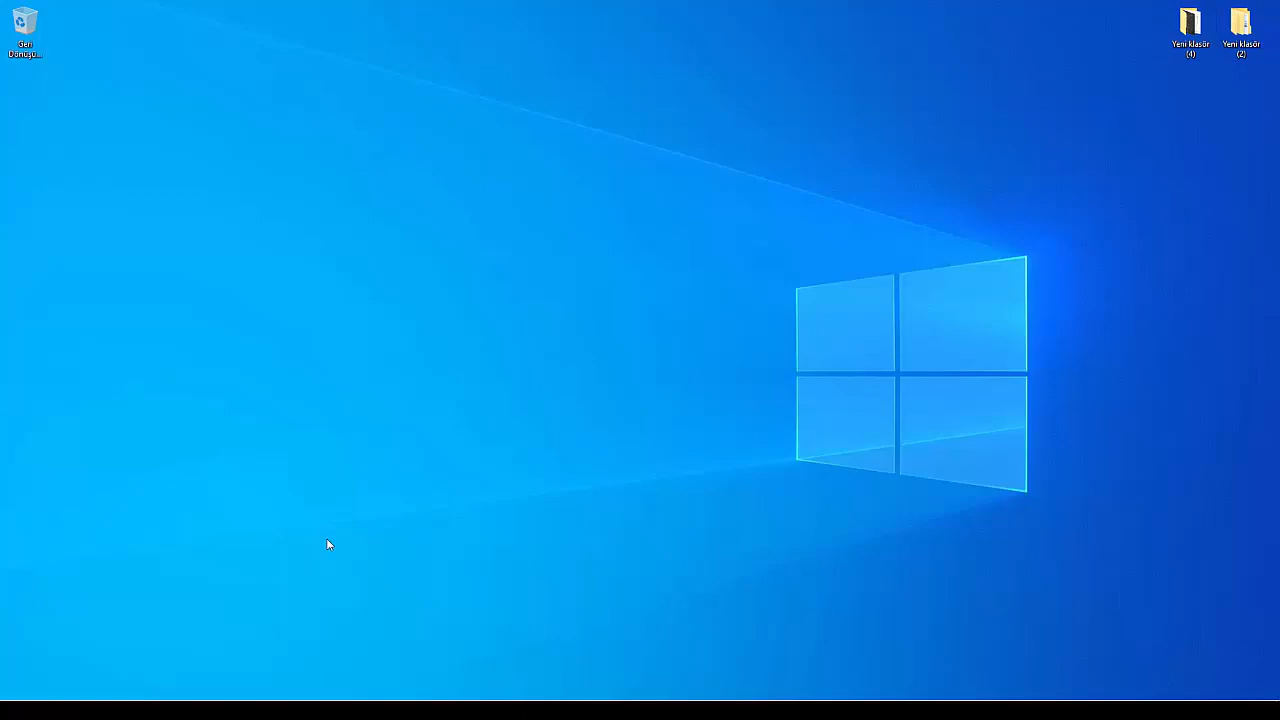 Geri
Dönüşü...
Yeni klasör
(4)
Yeni klasör
(2)